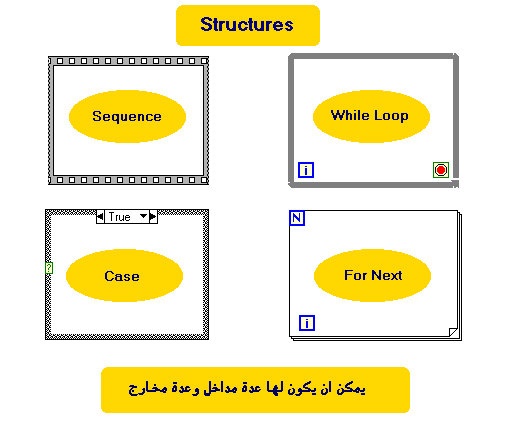 Structures
Sequence
While Loop
i
True
?
Case
N
For Next
i
يمكن ان يكون لها عدة مداخل وعدة مخارج